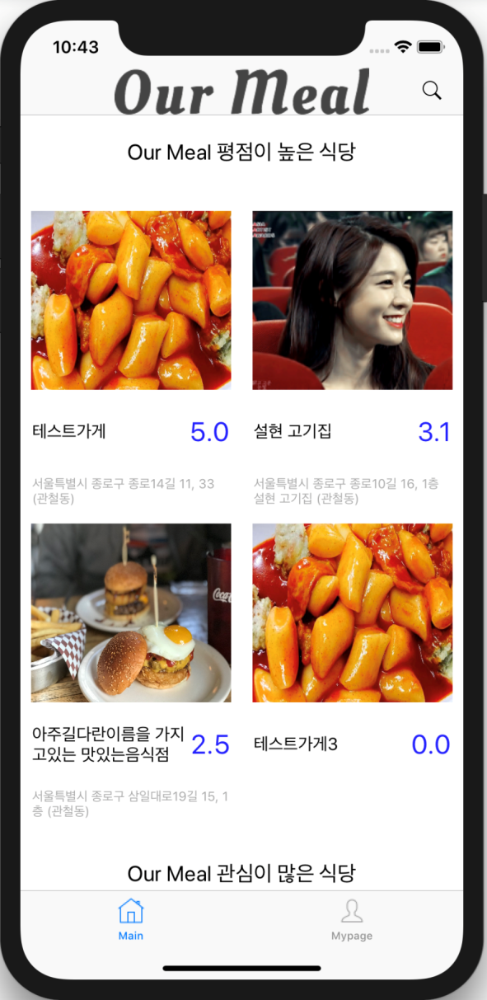 10:43
Our Meal
Our Meal 평점이 높은 식당
테스트가게 5.0
설현 고기집 3.1
서울특별시 종로구 종로14길 11, 33
(관철동)
서울특별시 종로구 종로10길 16, 1층
설현 고기집 (관철동)
아주길다란이름을 가지
고있는 맛있는음식점
2.5
테스트가게3 0.0
서울특별시 종로구 삼일대로19길 15, 1
층 (관철동)
Our Meal 관심이 많은 식당
Main
Mypage